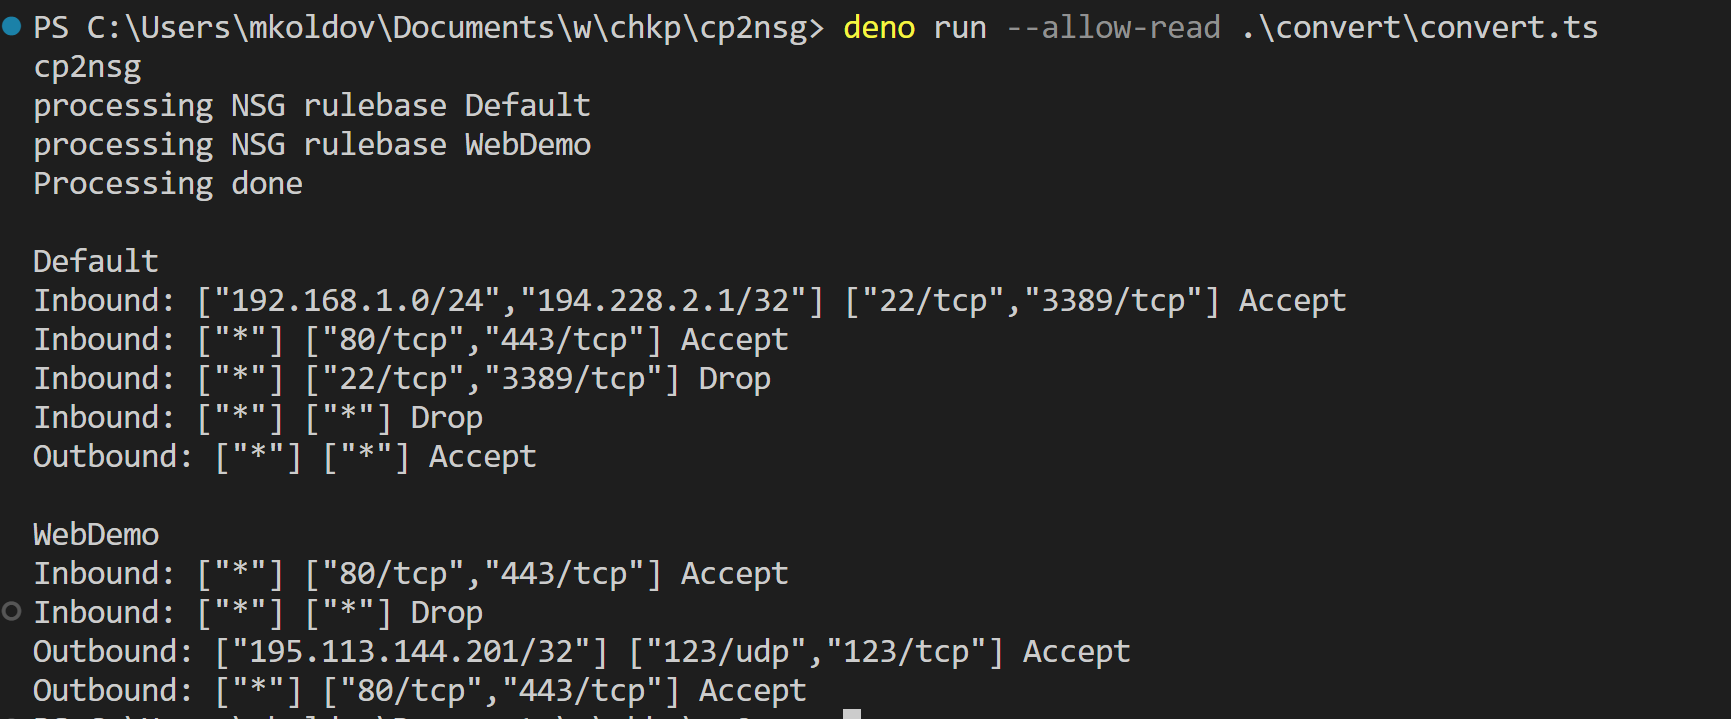 PS C:\Users\mkoldov\Documents\w\chkp\cp2nsg> deno run --allow-read .\convert\convert.ts
cp2nsg
processing NSG rulebase Default
processing NSG rulebase WebDemo
Processing done
Default
Inbound: ["192.168.1.0/24","194.228.2.1/32"] ["22/tcp","3389/tcp"] Accept
Inbound: ["*"] ["80/tcp","443/tcp"] Accept
Inbound: ["*"] ["22/tcp","3389/tcp"] Drop
Inbound: ["*"] ["*"] Drop
Outbound: ["*"] ["*"] Accept
WebDemo
Inbound: ["*"] ["80/tcp","443/tcp"] Accept
Inbound: ["*"] ["*"] Drop
Outbound: ["195.113.144.201/32"] ["123/udp","123/tcp"] Accept
Outbound: ["*"] ["80/tcp","443/tcp"] Accept